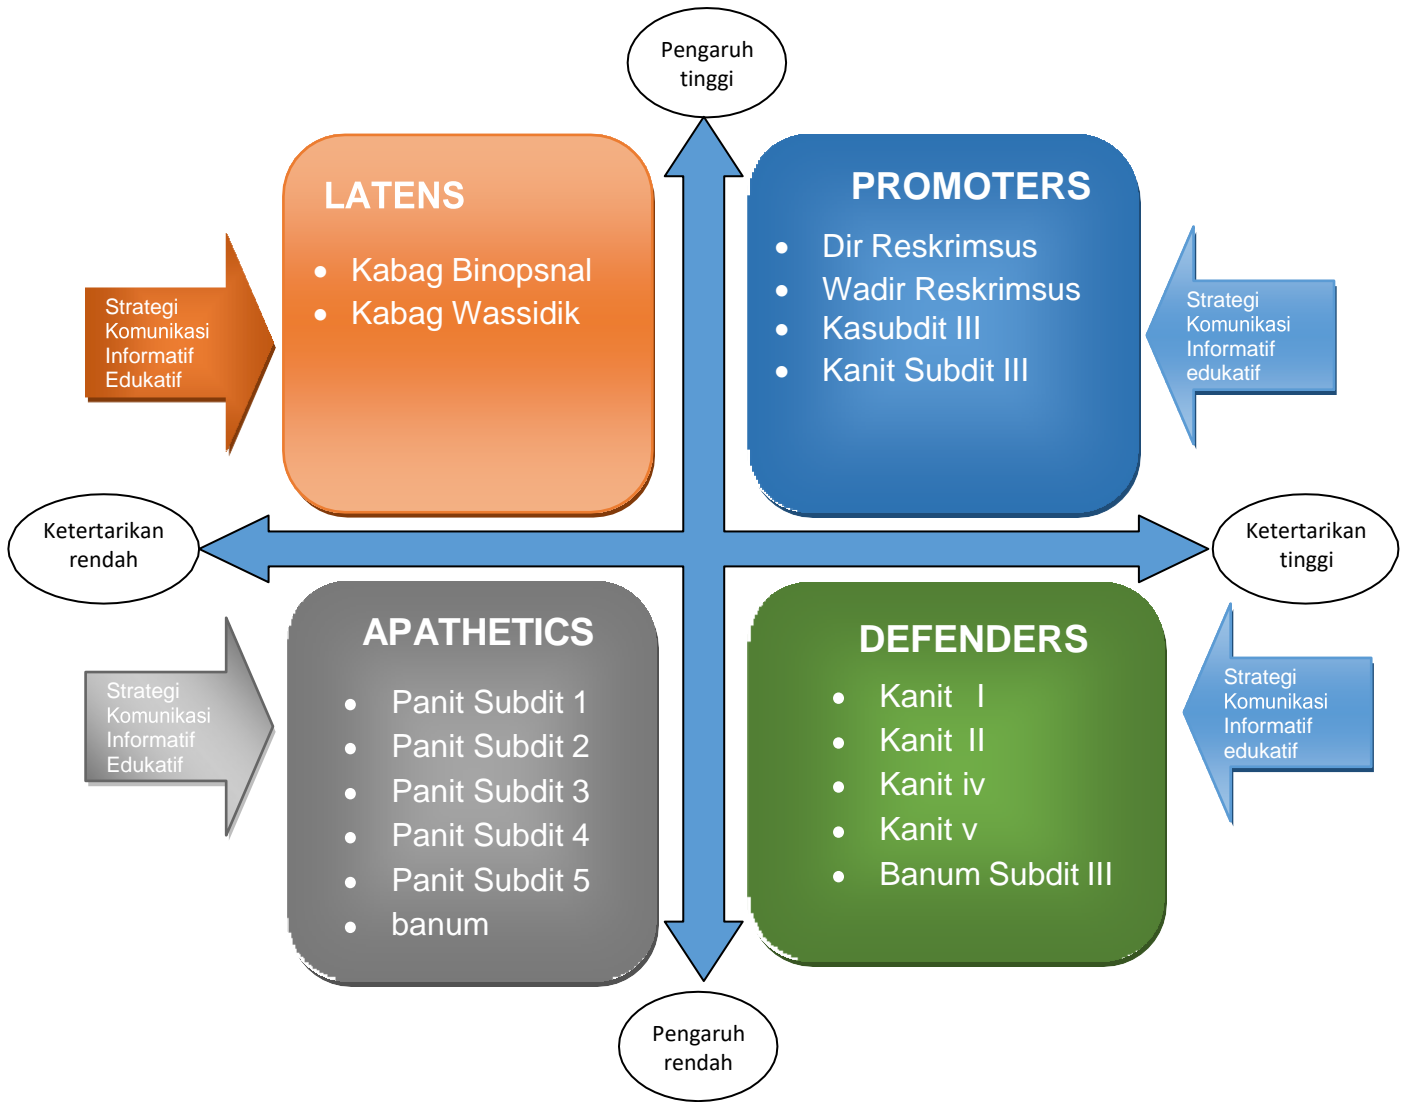 Pengaruh
tinggi
LATENS
• Kabag Binopsnal
• Kabag Wassidik
PROMOTERS
• Dir Reskrimsus
• Wadir Reskrimsus
• Kasubdit III
• Kanit Subdit III
Strategi
Komunikasi
Informatif
Edukatif
Strategi
Komunikasi
Informatif
edukatif
Ketertarikan
rendah
Ketertarikan
tinggi
APATHETICS
• Panit Subdit 1
• Panit Subdit 2
• Panit Subdit 3
• Panit Subdit 4
• Panit Subdit 5
• banum
DEFENDERS
• Kanit I
• Kanit II
• Kanit iv
• Kanit v
• Banum Subdit III
Strategi
Komunikasi
Informatif
Edukatif
Strategi
Komunikasi
Informatif
edukatif
Pengaruh
rendah